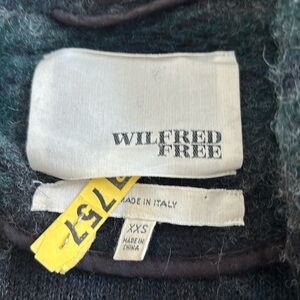 WILFRED
FREE
MADE IN ITALY
XXS
MADE IN
CHINA
757